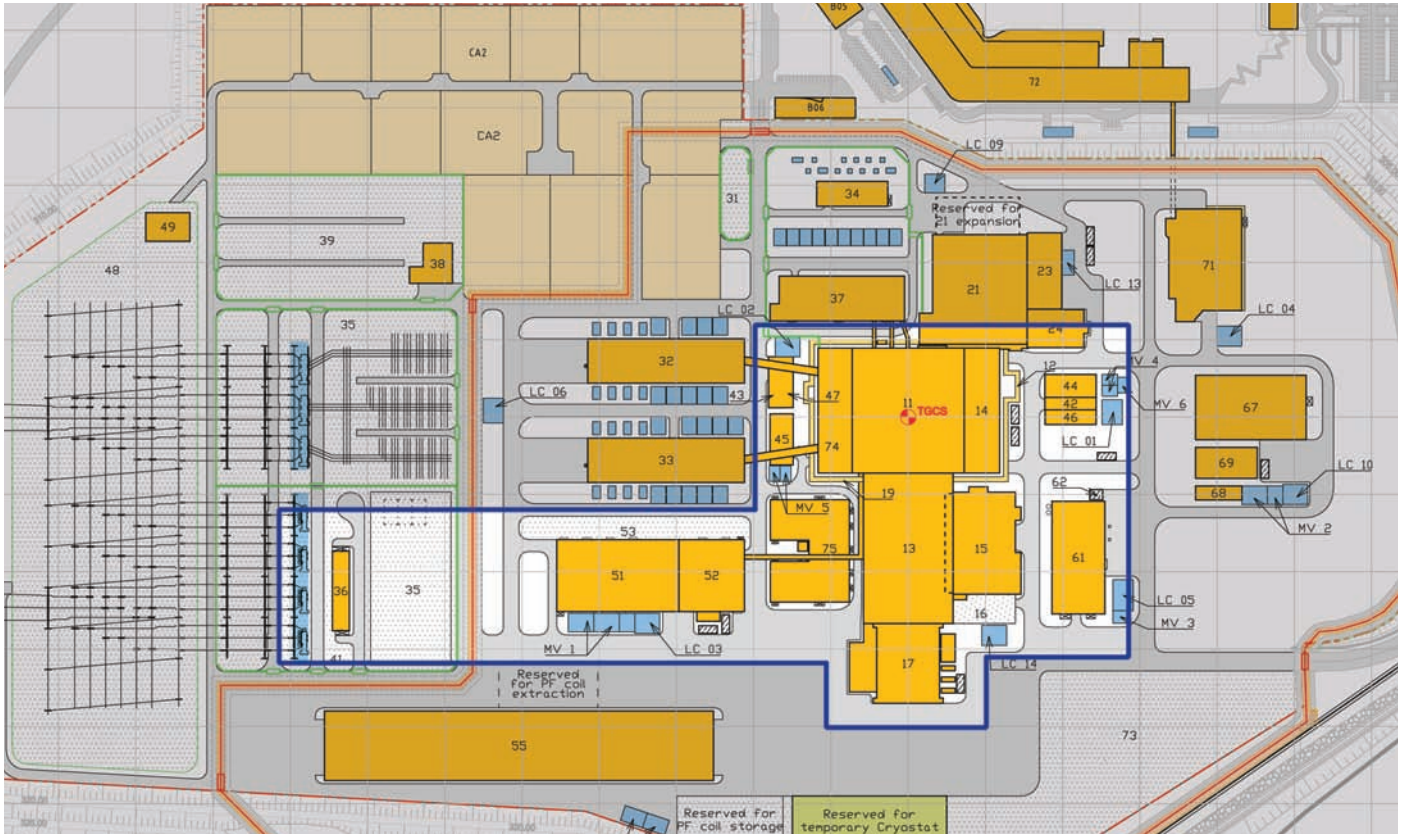 B05
CA2
72
B06
CA2
LC 09
34
31
Reserved for
21 expansion
49
39
38
48
21
23
71
LC 13
37
LC 02
LC 04
35
24
32
12
MV 4
LC 06
43
47
11
14
44
MV 6
67
TGCS
42
46
45
74
LC 01
33
69
LC 10
62
68
19
MV 5
MV 2
53
75
13
15
61
51
52
36
35
LC 05
16
MV 3
41
MV 1
LC 03
LC 14
17
Reserved
for PF coil
extraction
55
73
Reserved for
PF coil storage
Reserved for
temporary Cryostat